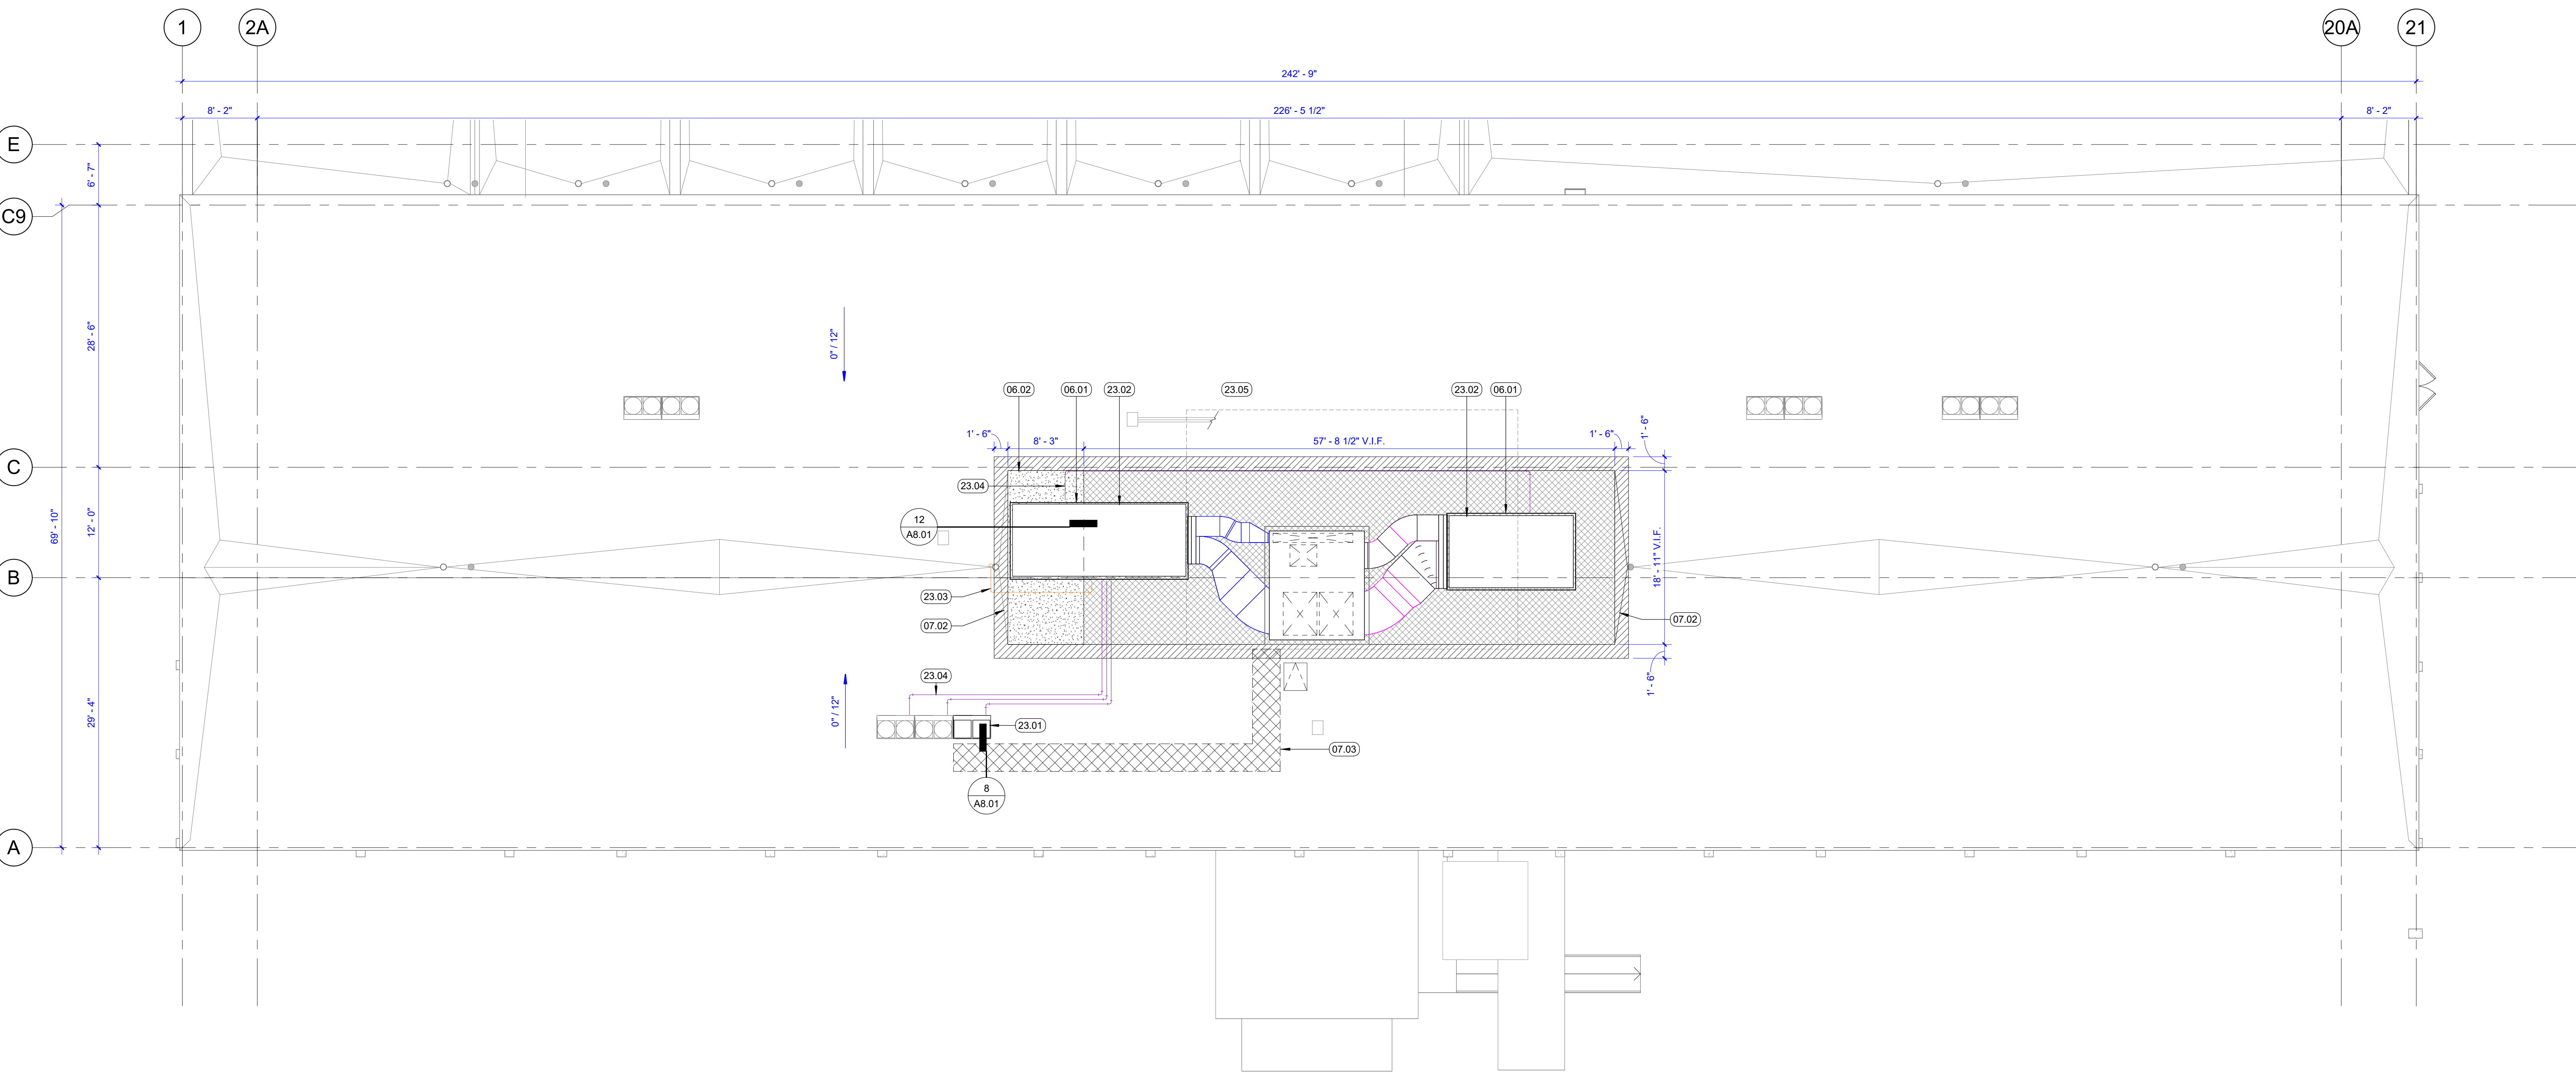 1
2A
20A
21
242' - 9"
8' - 2"
226' - 5 1/2"
8' - 2"
E
6' - 7"
C9
28' - 6"
0" / 12"
06.02
06.01
23.02
23.05
23.02
06.01
1' - 6"
8' - 3"
57' - 8 1/2" V.I.F.
1' - 6"
1' - 6"
C
23.04
12
A8.01
69' - 10"
12' - 0"
18' - 11" V.I.F.
B
23.03
07.02
07.02
23.04
1' - 6"
29' - 4"
0" / 12"
23.01
07.03
8
A8.01
A